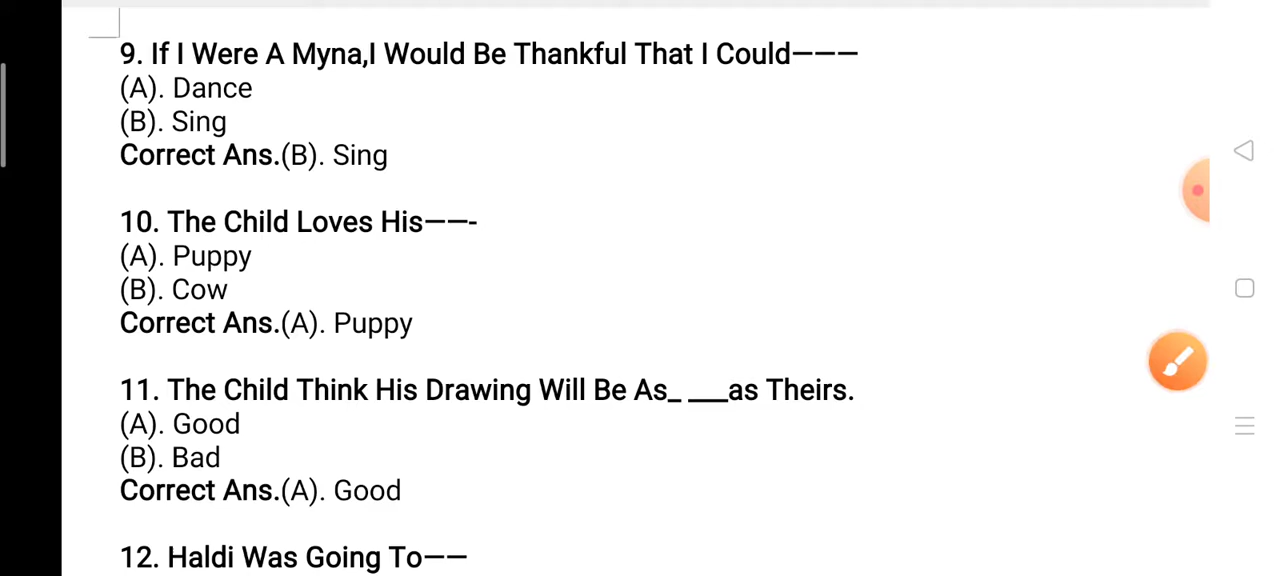 9. If I Were A Myna,I Would Be Thankful That I Could———
(A). Dance
(B). Sing
Correct Ans.(B). Sing
10. The Child Loves His——-
(A). Puppy
(B). Cow
Correct Ans.(A). Puppy
11. The Child Think His Drawing Will Be As_ ___as Theirs.
(A). Good
(B). Bad
Correct Ans.(A). Good
12. Haldi Was Going To——